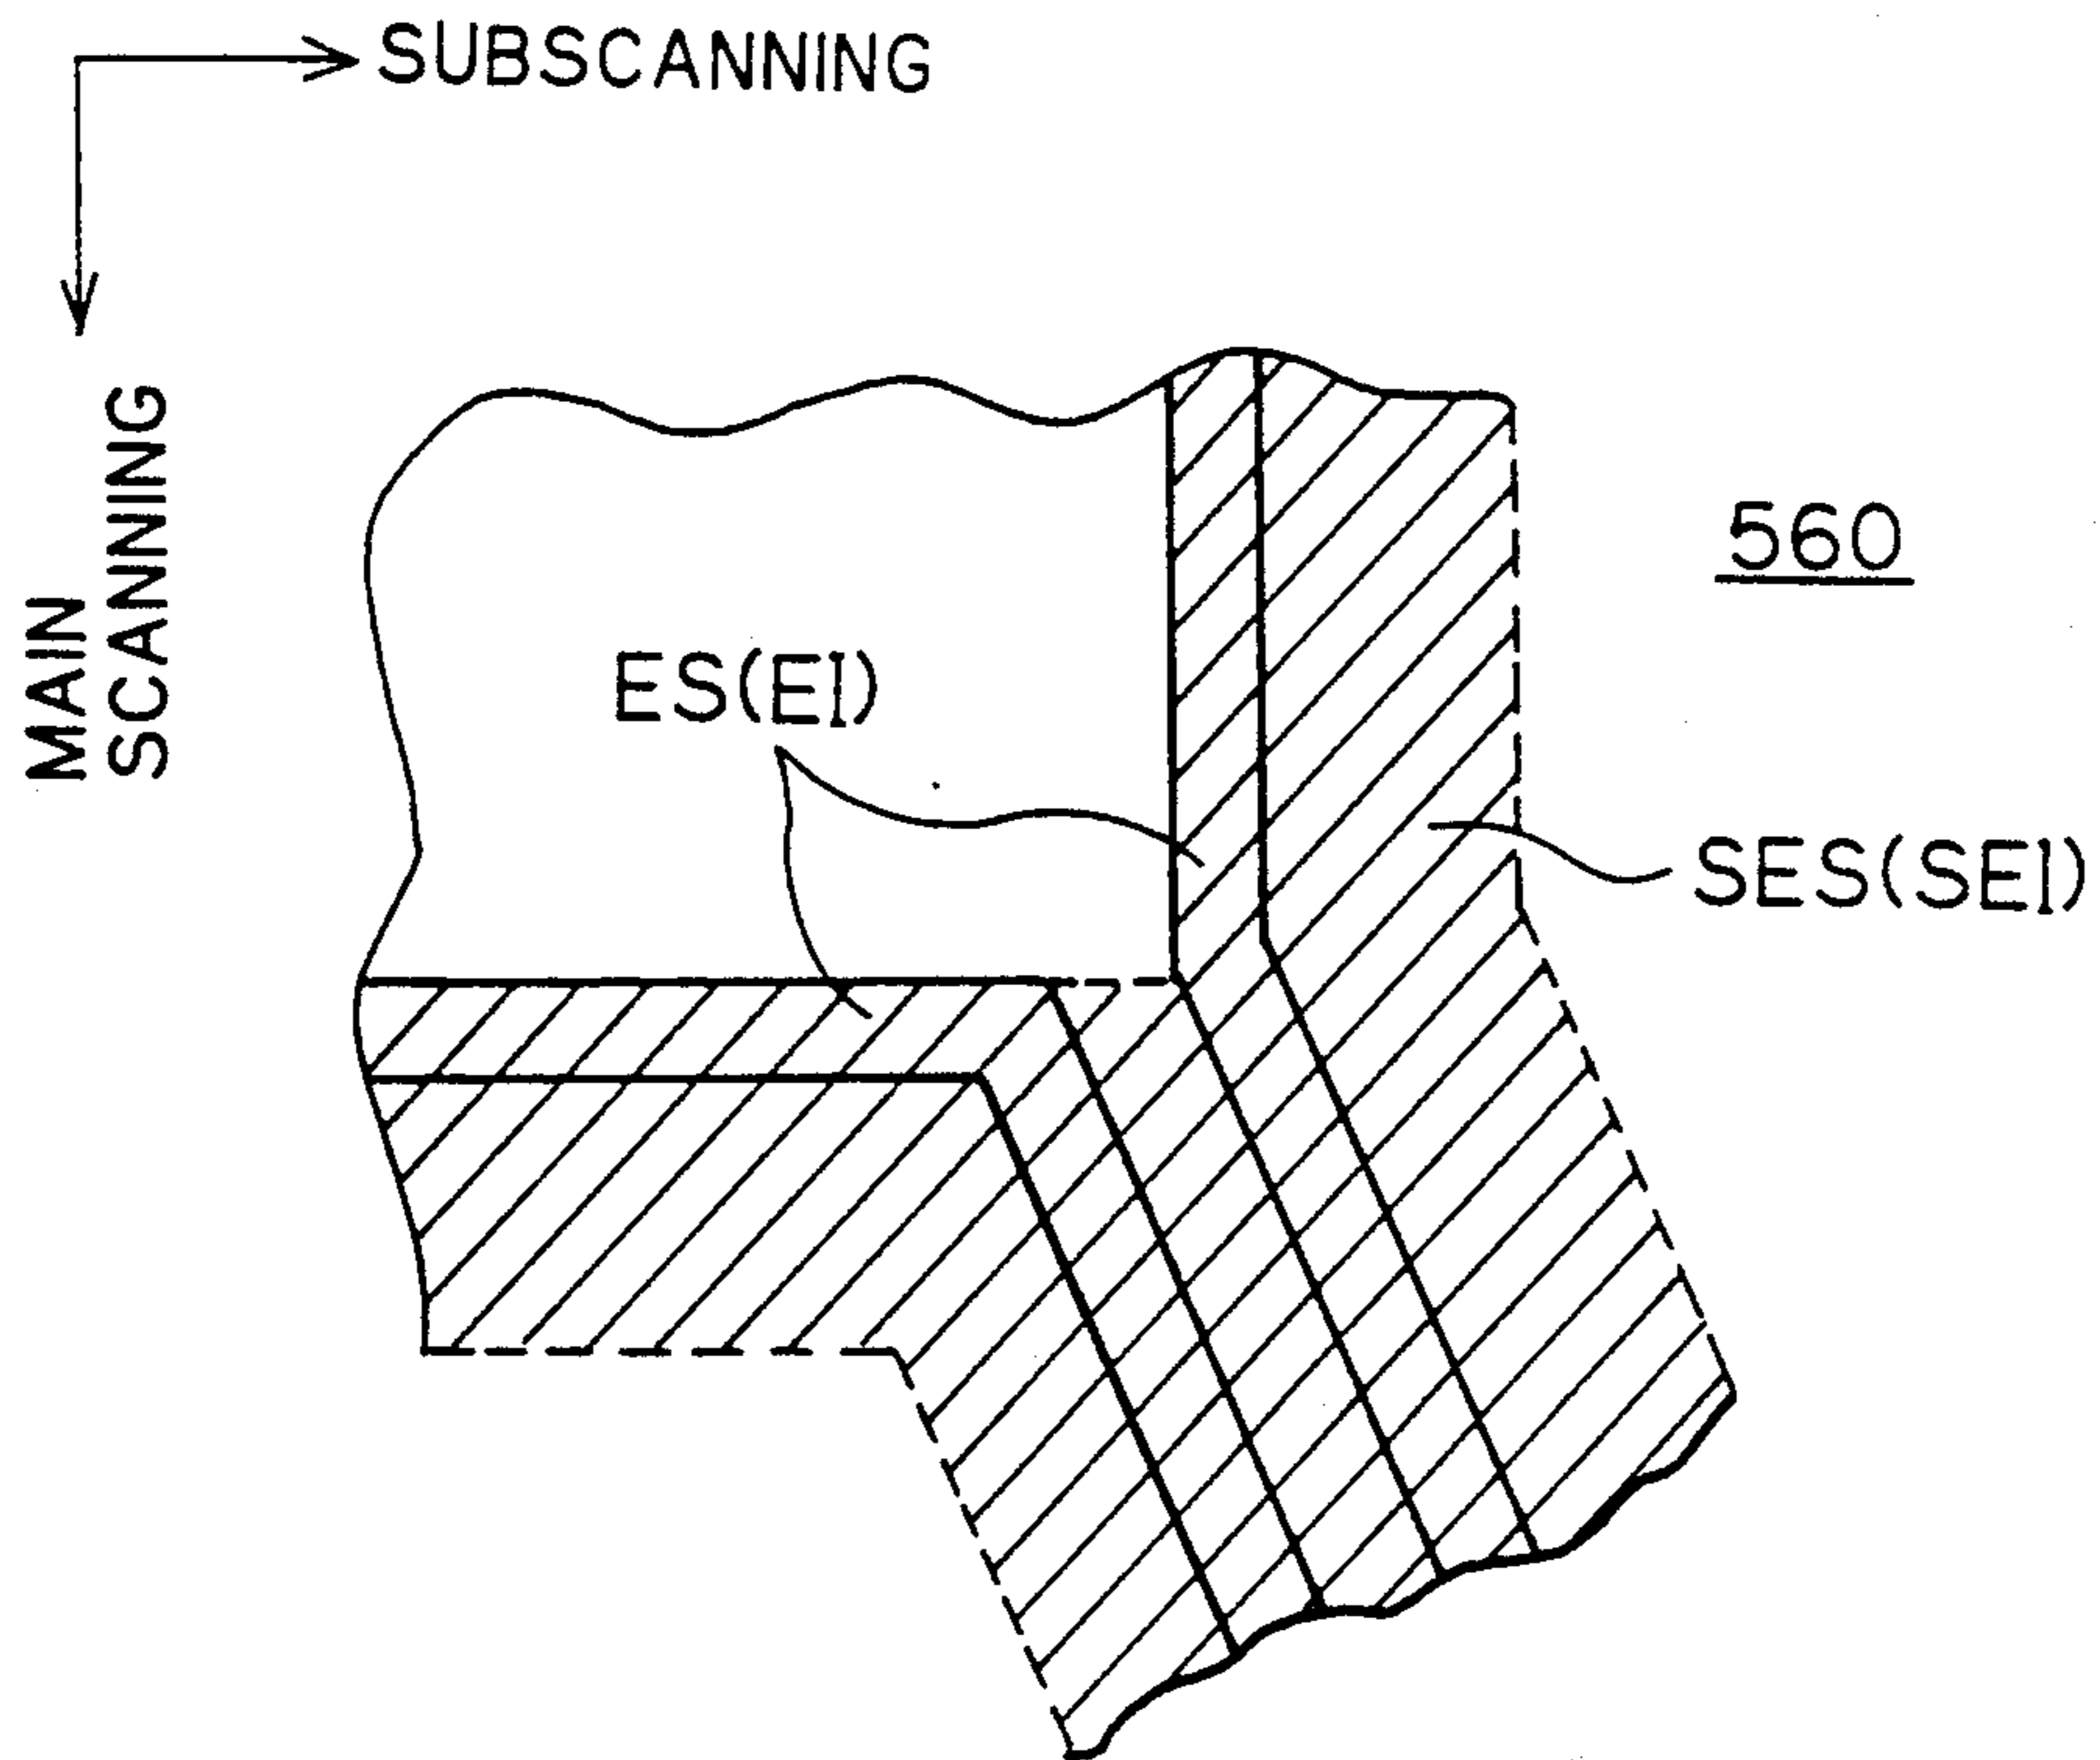 SUBSCANNING
MAIN
SCANNING
560
ES(EI)
SES(SEI)